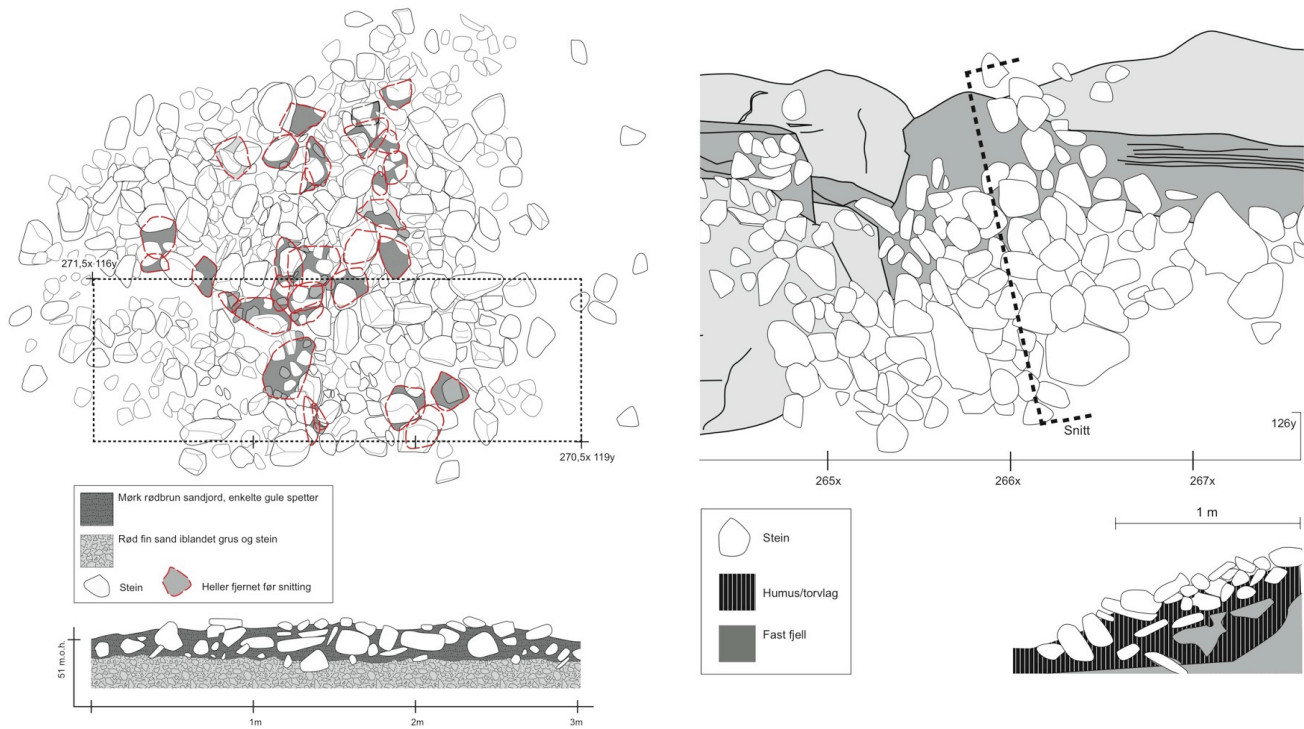 271,5x 116y
270,5x 119y
Mørk rødbrun sandjord, enkelte gule spetter
Rød fin sand iblandet grus og stein
Stein
Heller fjernet før snitting
51 m.o.h.
1m
2m
3m
Snitt
126y
265x
266x
267x
1 m
Stein
Humus/torvlag
Fast fjell